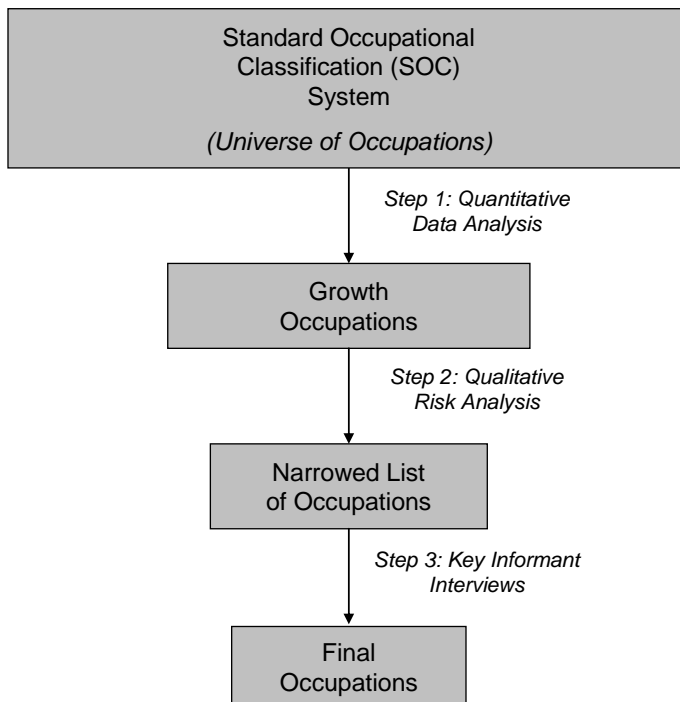 Standard Occupational
Classification (SOC)
System
(Universe of Occupations)
Step 1: Quantitative
Data Analysis
Growth
Occupations
Step 2: Qualitative
Risk Analysis
Narrowed List
of Occupations
Step 3: Key Informant
Interviews
Final
Occupations